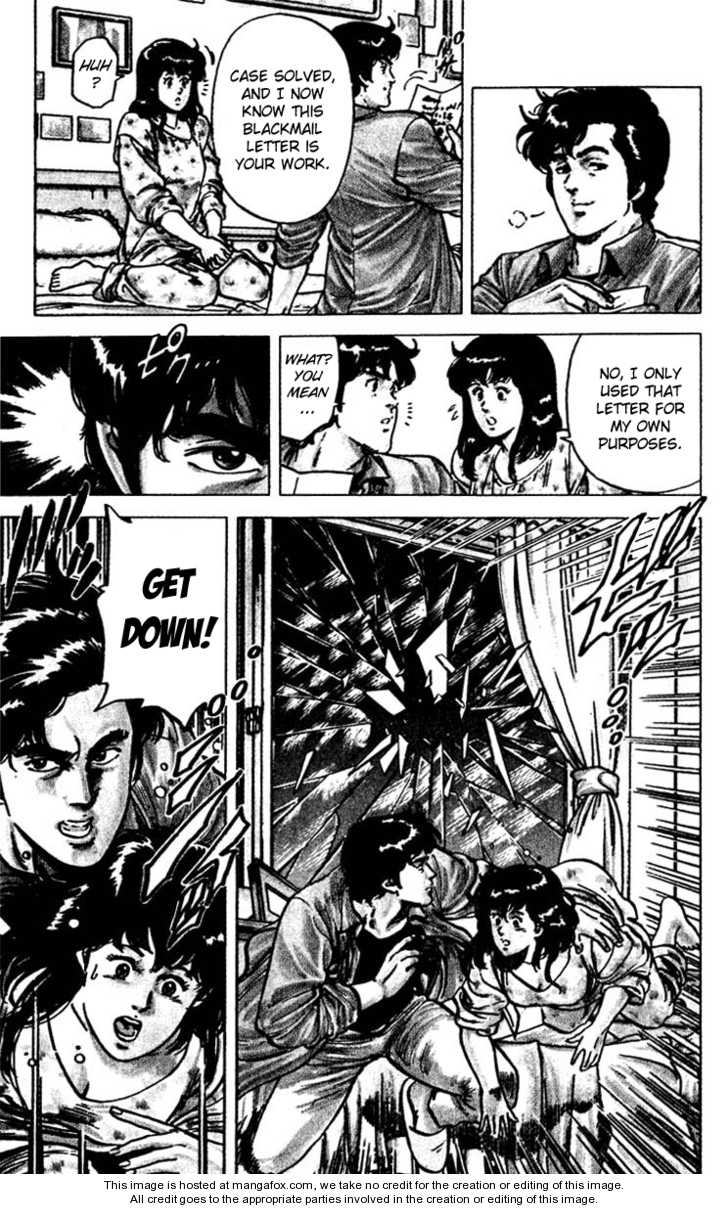 CASE SOLVED,
AND I NOW
KNOW THIS
BLACKMAIL
LETTER IS
YOUR WORK.
HUH
?
NO, I ONLY
USED THAT
LETTER FOR
MY OWN
PURPOSES.
WHAT?
YOU
MEAN
...
ピク...
GET
DOWN!
This image is hosted at mangafox.com, we take no credit for the creation or editing of this image.
All credit goes to the appropriate parties involved in the creation or editing of this image.